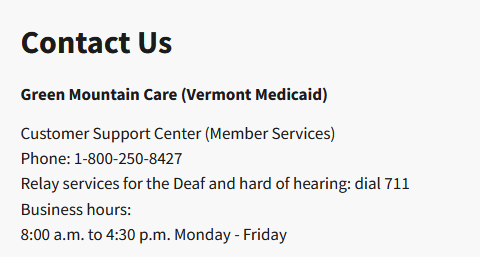 Contact Us
Green Mountain Care (Vermont Medicaid)
Customer Support Center (Member Services)
Phone: 1-800-250-8427
Relay services for the Deaf and hard of hearing: dial 711
Business hours:
8:00 a.m. to 4:30 p.m. Monday - Friday